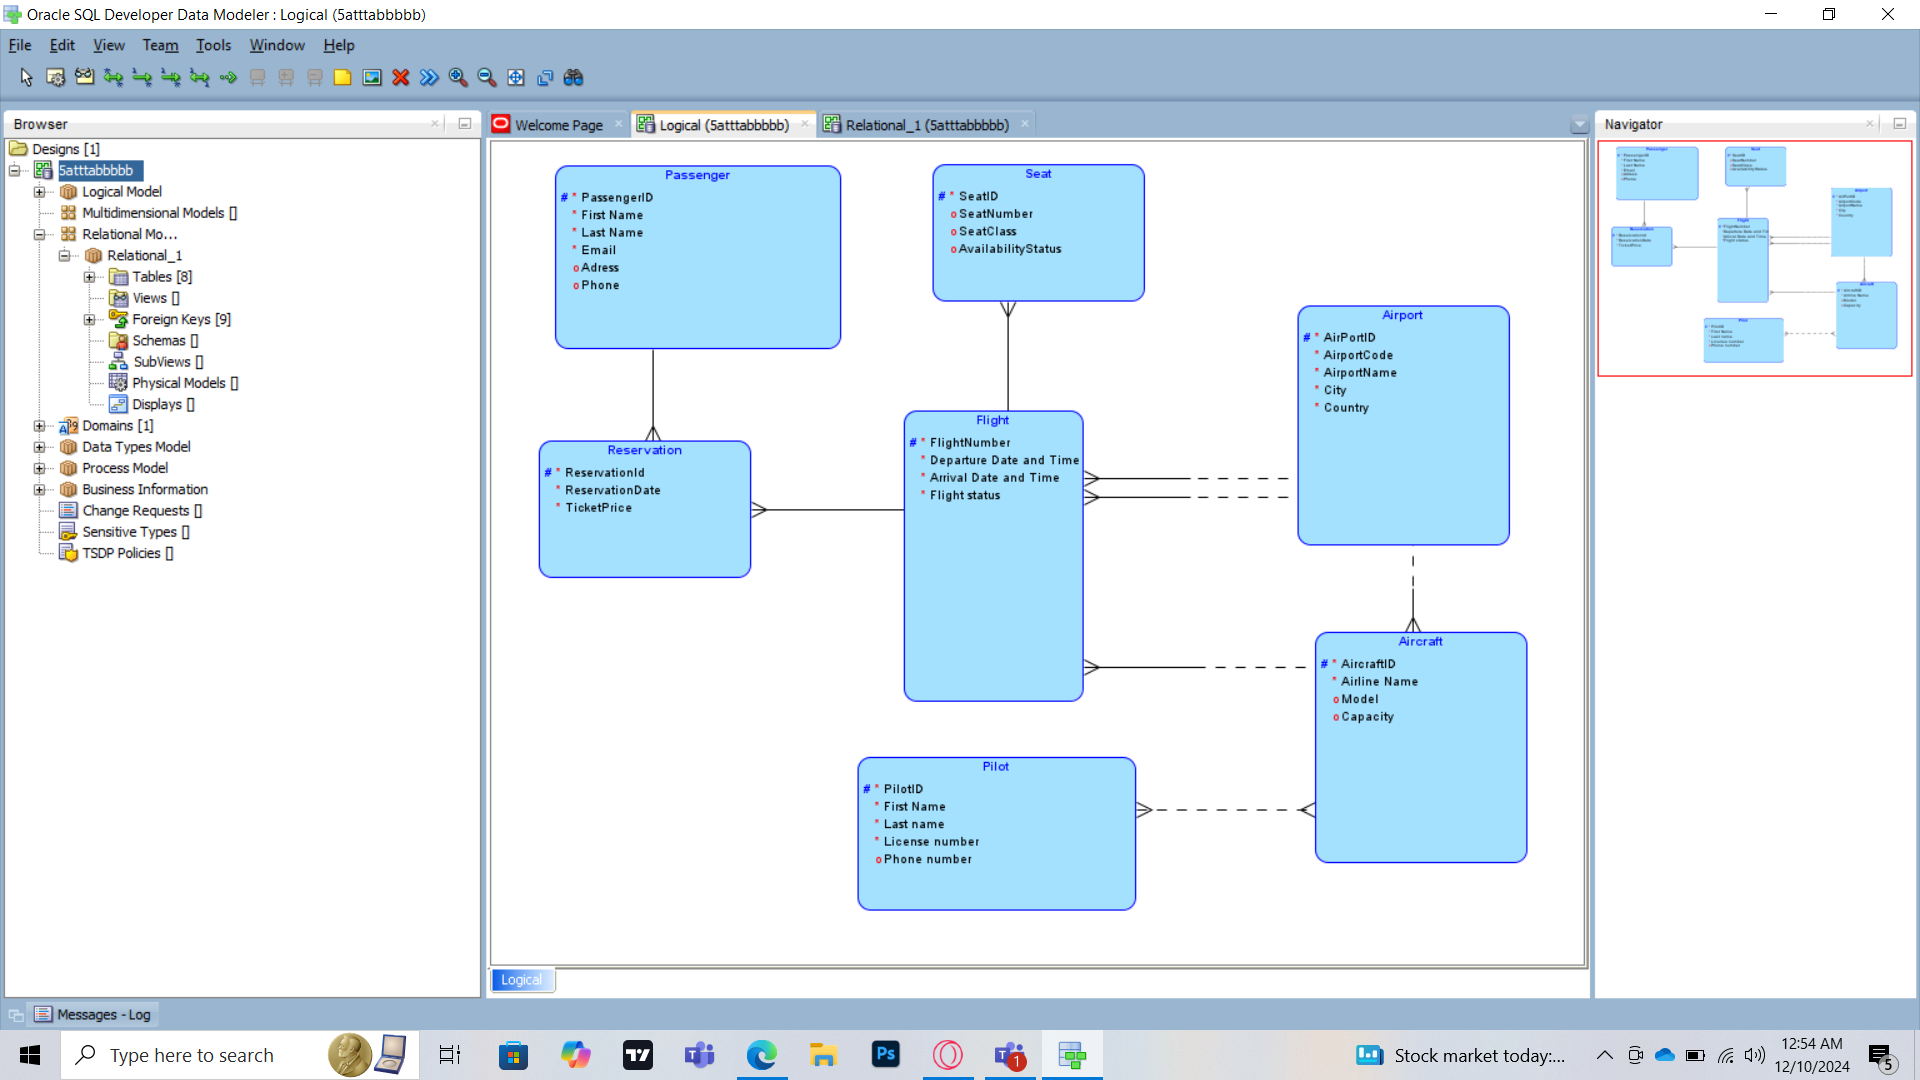 Oracle SQL Developer Data Modeler : Logical (5atttabbbbb)
File Edit View Team Tools Window Help
Browser
Designs [1]
5atttabbbbb
Logical Model
Multidimensional Models []
Relational Mo...
Relational_1
Tables [8]
Views []
Foreign Keys [9]
Schemas []
SubViews []
Physical Models []
Displays []
Domains [1]
Data Types Model
Process Model
Business Information
Change Requests []
Sensitive Types []
TSDP Policies []
Welcome Page
Logical (5atttabbbbb)
Relational_1 (5atttabbbbb)
Passenger
# * PassengerID
* First Name
* Last Name
* Email
o Adress
o Phone
Seat
# * SeatID
o SeatNumber
o SeatClass
o AvailabilityStatus
Airport
# * AirPortID
* AirportCode
* AirportName
* City
* Country
Flight
# * FlightNumber
* Departure Date and Time
* Arrival Date and Time
* Flight status
Reservation
# * ReservationId
* ReservationDate
* TicketPrice
Aircraft
# * AircraftID
* Airline Name
o Model
o Capacity
Pilot
# * PilotID
* First Name
* Last name
* License number
o Phone number
Logical
Navigator
Messages - Log
Type here to search
Ps
1
Stock market today:...
12:54 AM
12/10/2024
5